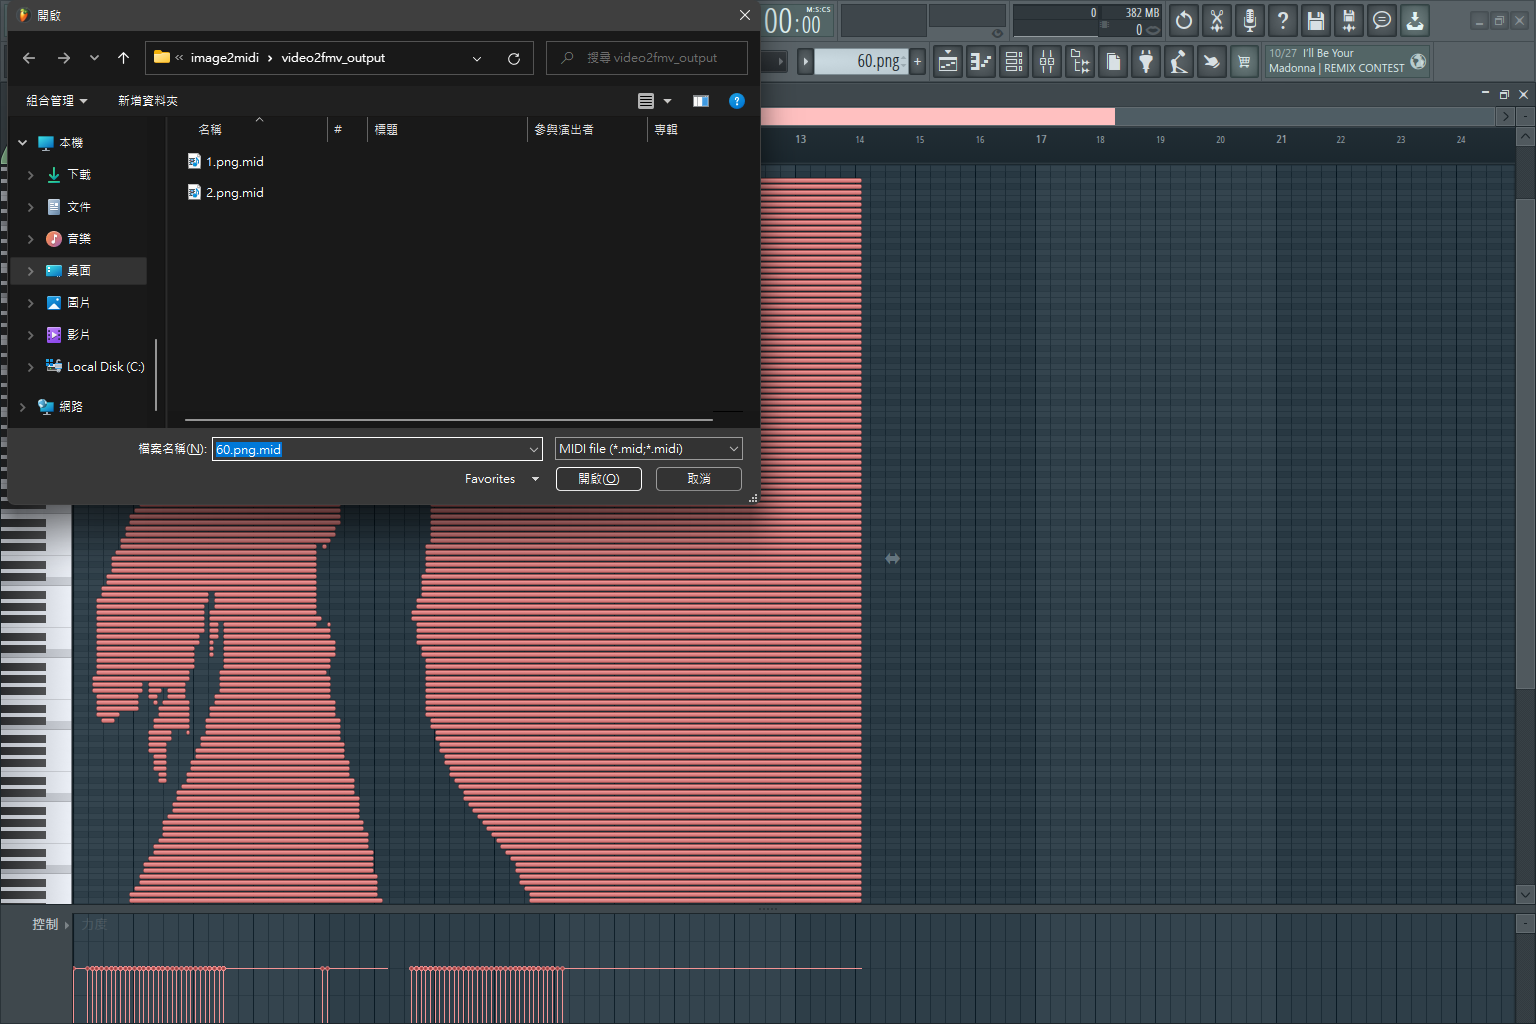 開啟
M:S:CS
00:00
0
382 MB
0
image2midi › video2fmv_output
搜尋 video2fmv_output
60.png
10/27 I'll Be Your
Madonna | REMIX CONTEST
組合管理
新增資料夾
名稱
#
標題
參與演出者
專輯
1.png.mid
2.png.mid
本機
下載
文件
音樂
桌面
圖片
影片
Local Disk (C:)
網路
檔案名稱(N):
60.png.mid
MIDI file (*.mid;*.midi)
Favorites
開啟(O)
取消
13
14
15
16
17
18
19
20
21
22
23
24
控制
力度